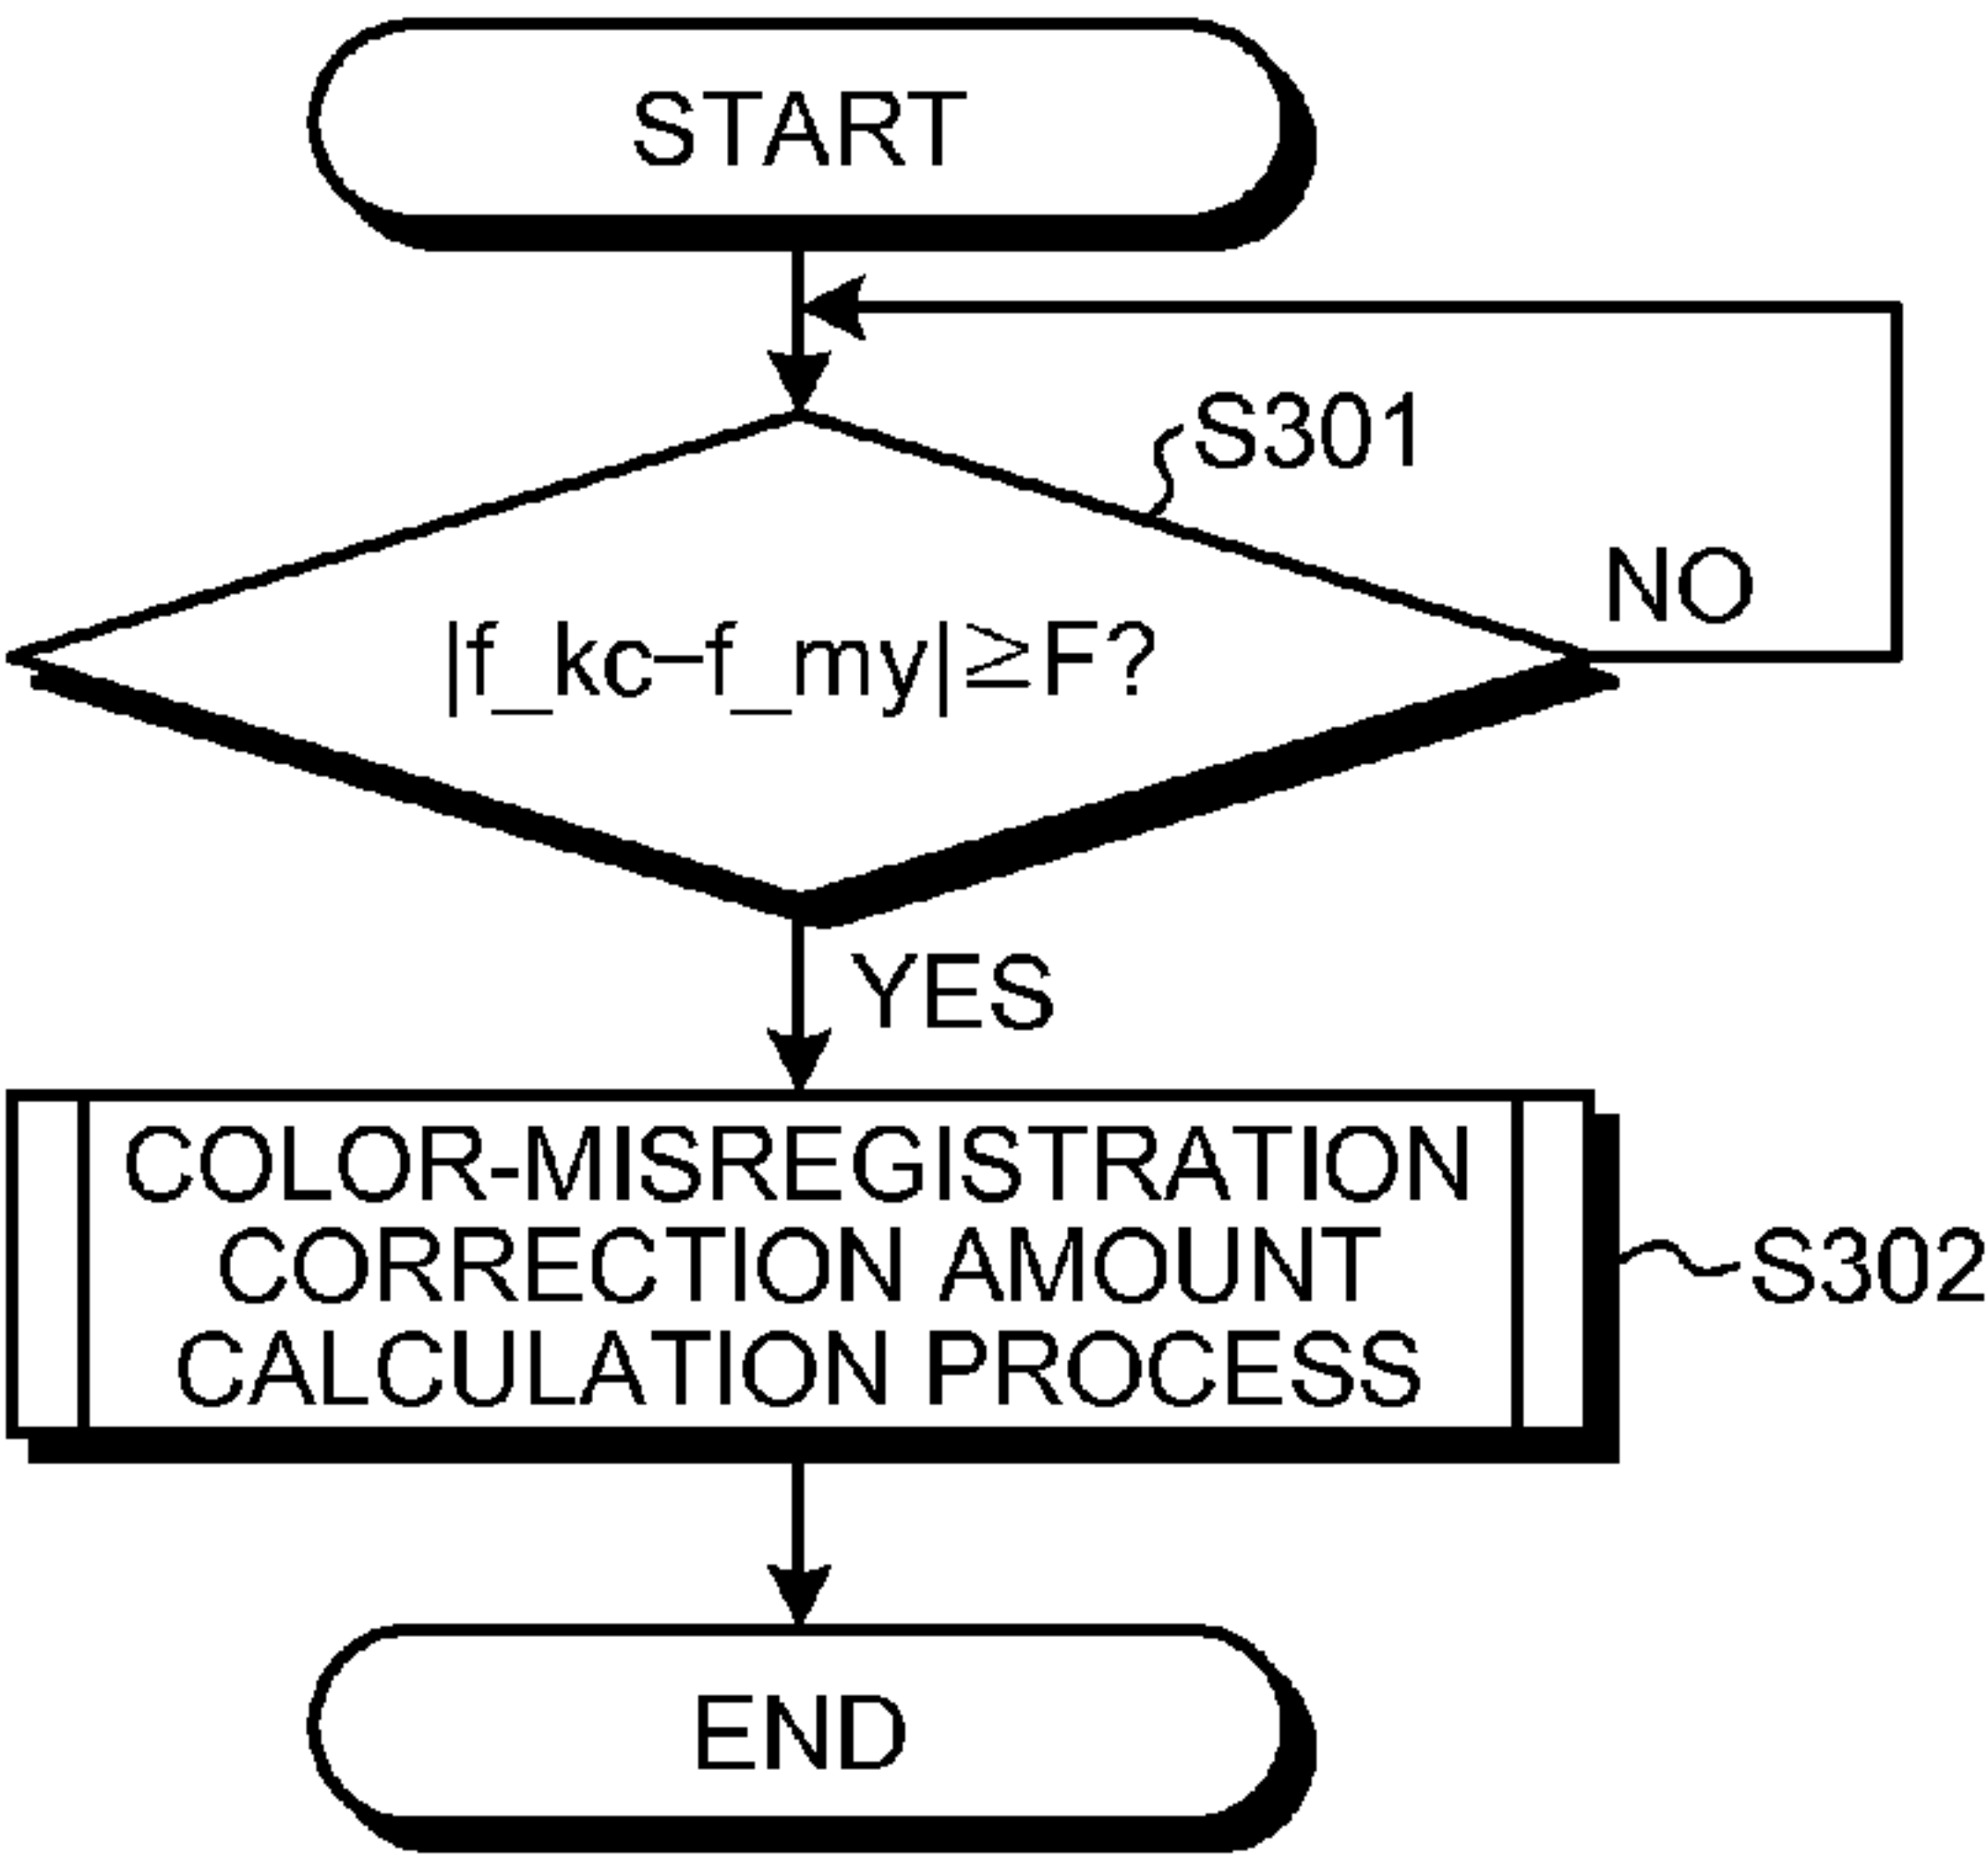 START
S301
NO
|f_kc−f_my|≧F?
YES
COLOR-MISREGISTRATION
CORRECTION AMOUNT
CALCULATION PROCESS
S302
END